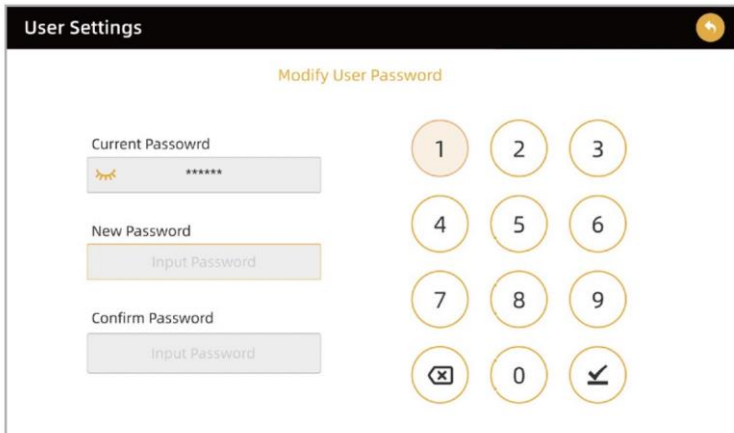 User Settings
Modify User Password
Current Passowrd
******
New Password
Input Password
Confirm Password
Input Password
1 2 3
4 5 6
7 8 9
0